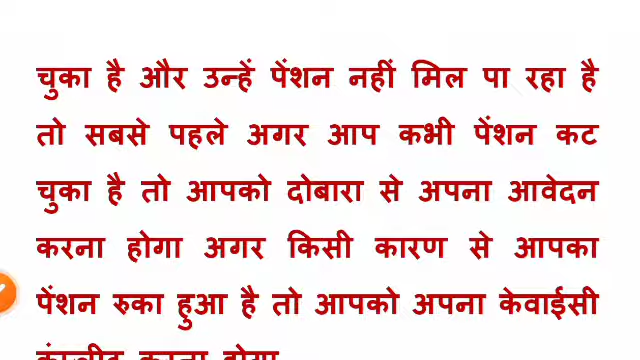 चुका है और उन्हें पेंशन नहीं मिल पा रहा है
तो सबसे पहले अगर आप कभी पेंशन कट
चुका है तो आपको दोबारा से अपना आवेदन
करना होगा अगर किसी कारण से आपका
पेंशन रुका हुआ है तो आपको अपना केवाईसी
करना होगा